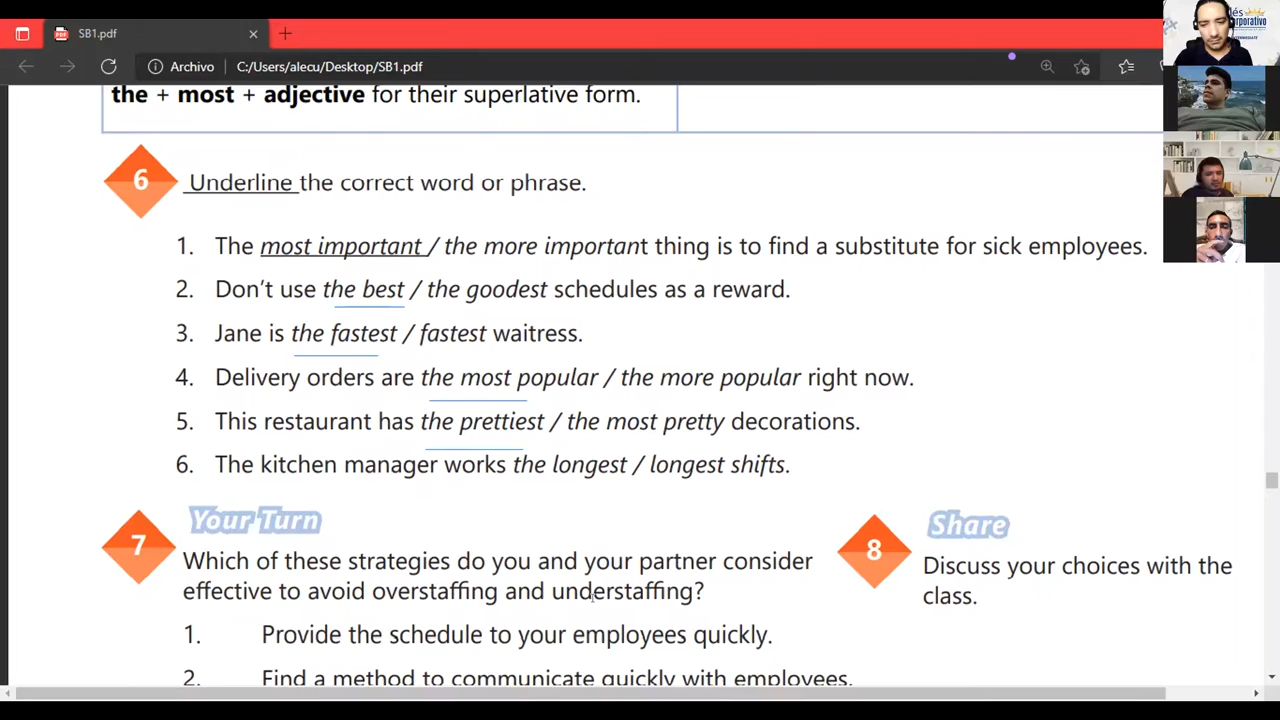 SB1.pdf
Archivo
C:/Users/alecu/Desktop/SB1.pdf
the + most + adjective for their superlative form.
6
Underline the correct word or phrase.
1. The most important / the more important thing is to find a substitute for sick employees.
2. Don't use the best / the goodest schedules as a reward.
3. Jane is the fastest / fastest waitress.
4. Delivery orders are the most popular / the more popular right now.
5. This restaurant has the prettiest / the most pretty decorations.
6. The kitchen manager works the longest / longest shifts.
7
Your Turn
Which of these strategies do you and your partner consider
effective to avoid overstaffing and understaffing?
1. Provide the schedule to your employees quickly.
2. Find a method to communicate quickly with employees.
8
Share
Discuss your choices with the
class.